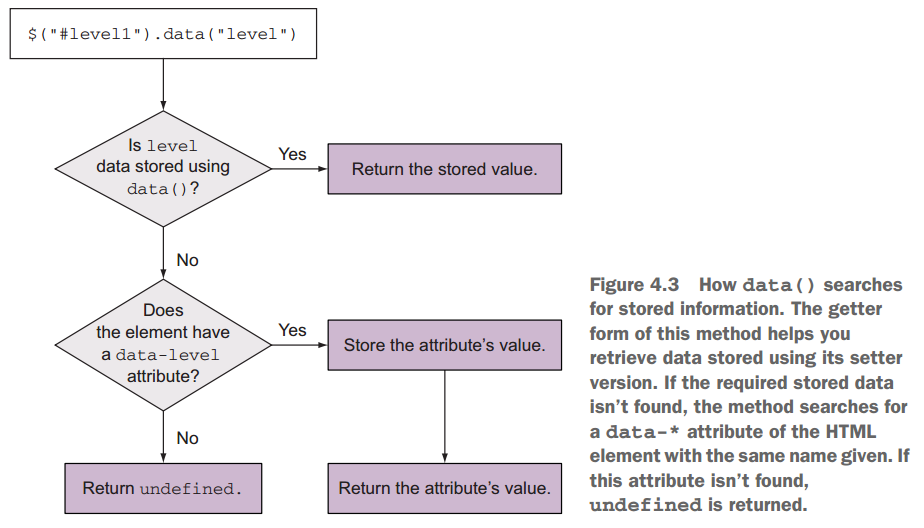 $("#level1").data("level")
Is level
data stored using
data()?
Yes
Return the stored value.
No
Does
the element have
a data-level
attribute?
Yes
Store the attribute’s value.
No
Return undefined.
Return the attribute’s value.
Figure 4.3 How data() searches
for stored information. The getter
form of this method helps you
retrieve data stored using its setter
version. If the required stored data
isn’t found, the method searches for
a data-* attribute of the HTML
element with the same name given. If
this attribute isn’t found,
undefined is returned.